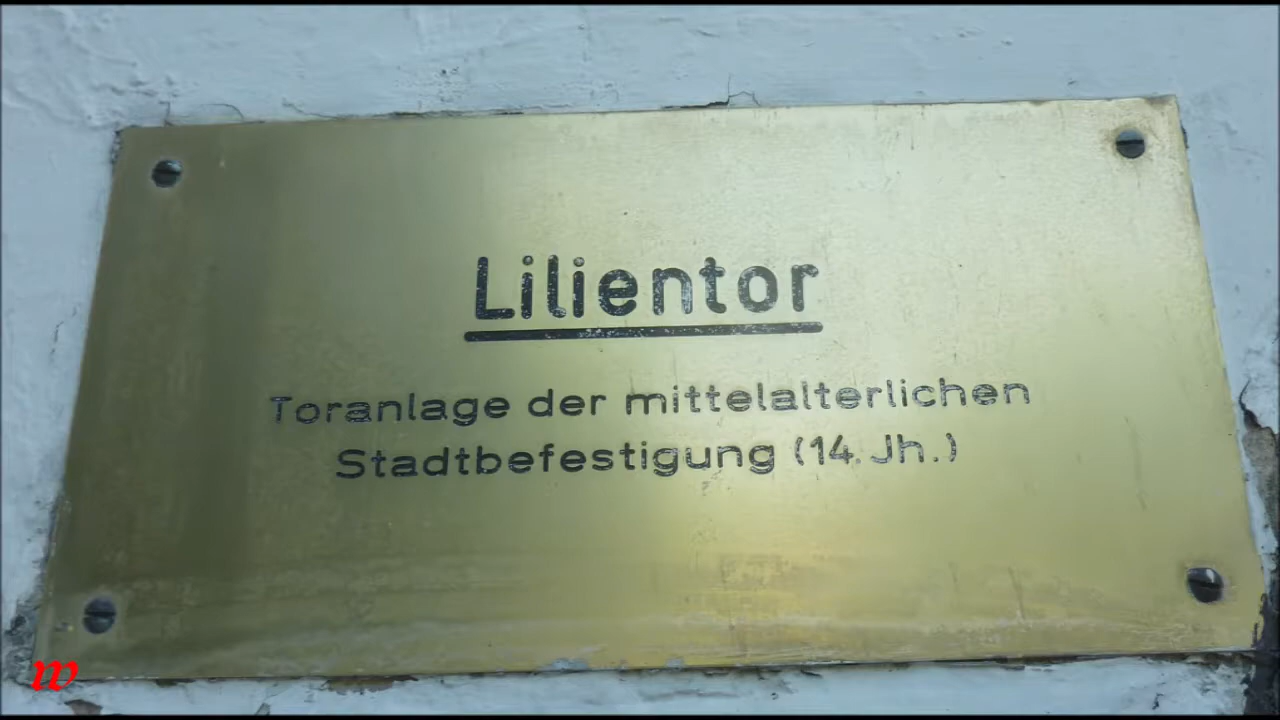 Lilientor
Toranlage der mittelalterlichen
Stadtbefestigung (14. Jh.)
w